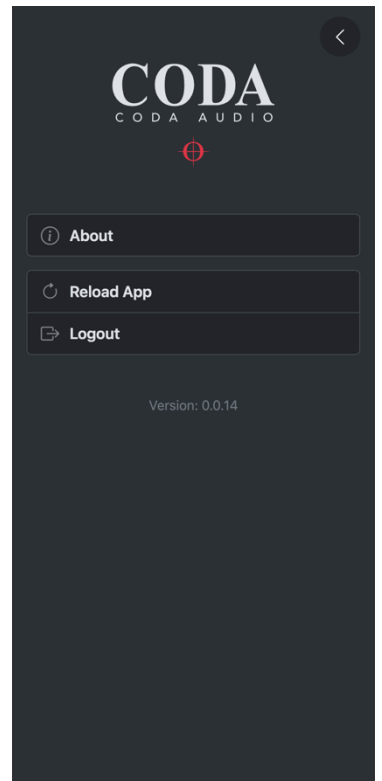 CODA
CODA AUDIO
About
Reload App
Logout
Version: 0.0.14